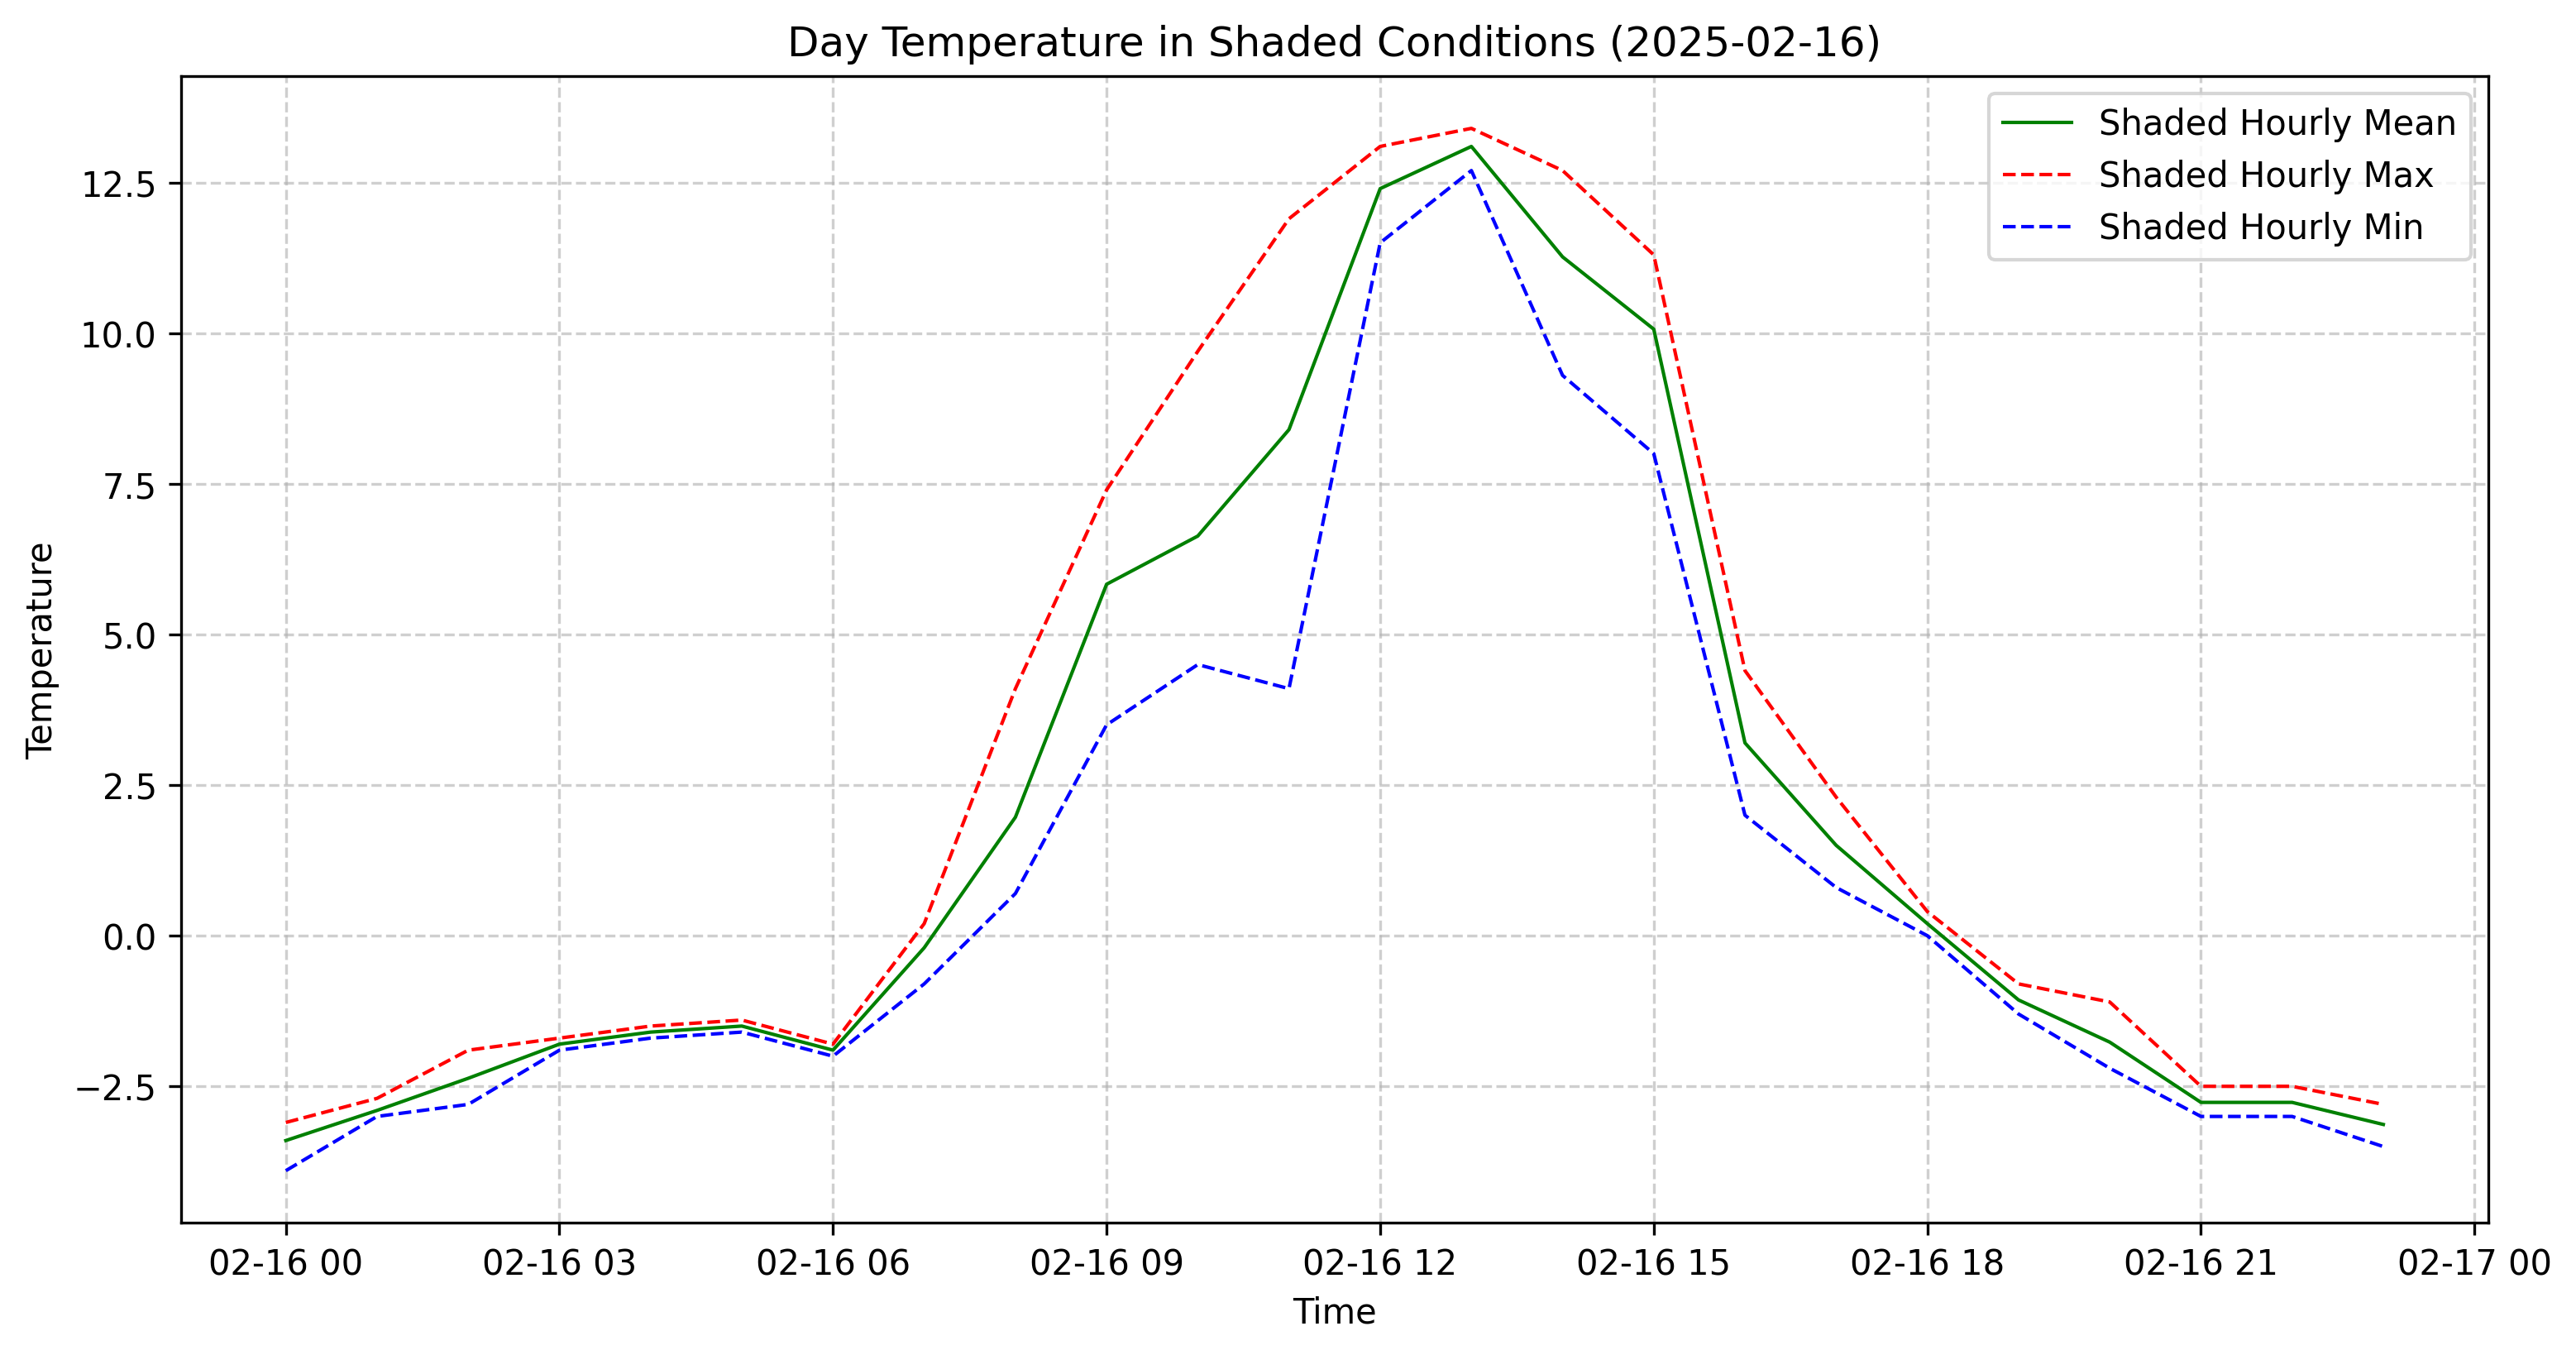 Day Temperature in Shaded Conditions (2025-02-16)
Shaded Hourly Mean
Shaded Hourly Max
Shaded Hourly Min
12.5
10.0
7.5
5.0
2.5
0.0
−2.5
Temperature
02-16 00 02-16 03 02-16 06 02-16 09 02-16 12 02-16 15 02-16 18 02-16 21 02-17 00
Time